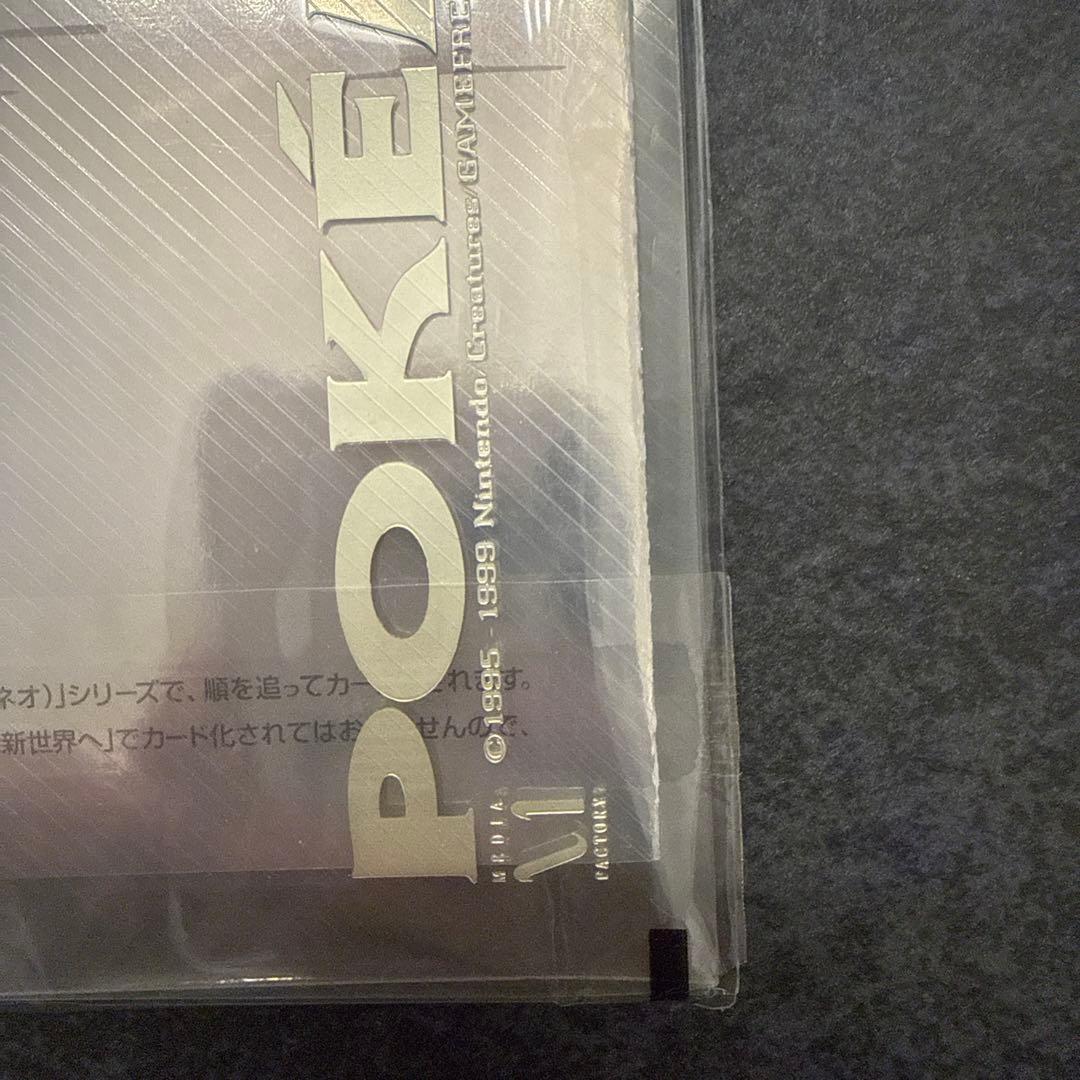 POKÉ
©1995 - 1999 Nintendo/Creatures/GAMEFRE
MEDIA
FACTORY
ネオ)」シリーズで、順を追ってカー されます。
新世界へ」でカード化されてはお せんので、